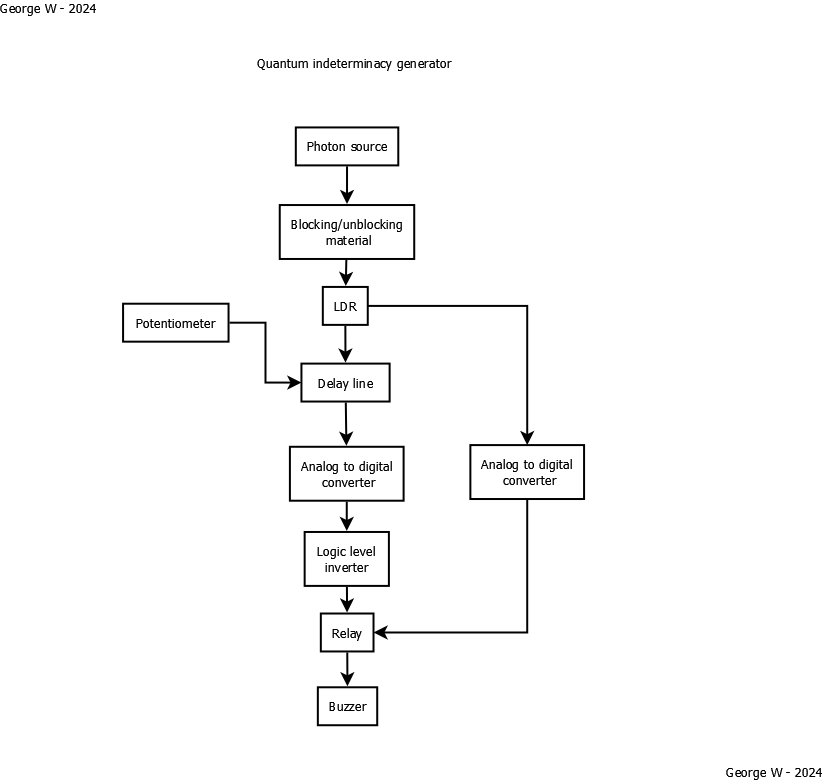 George W - 2024
Quantum indeterminacy generator
Photon source
Blocking/unblocking
material
LDR
Potentiometer
Delay line
Analog to digital
converter
Analog to digital
converter
Logic level
inverter
Relay
Buzzer
George W - 2024